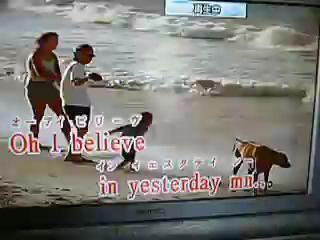 再生中
オーアイビリーヴ
Oh I believe
イン イエスタデイ
in yesterday